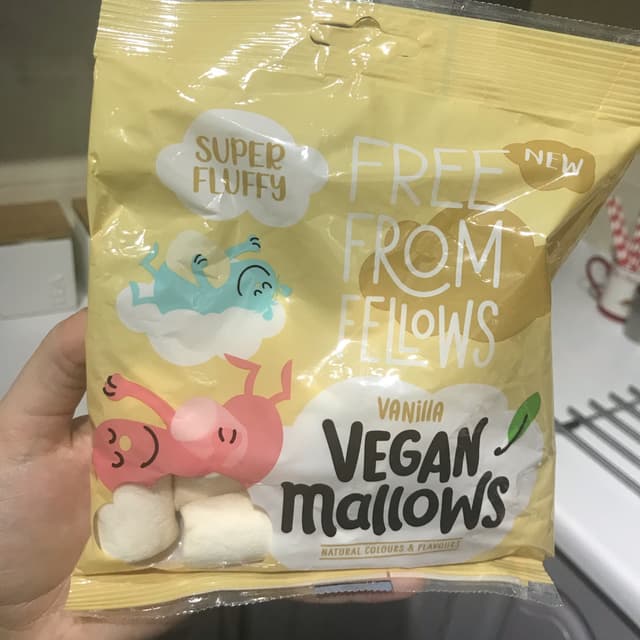 SUPER
FLUFFY
FREE
FROM
FELLOWS
NEW
VANilla
VEGAN
mallows
NATURAL COLOURS & FLAVOURS